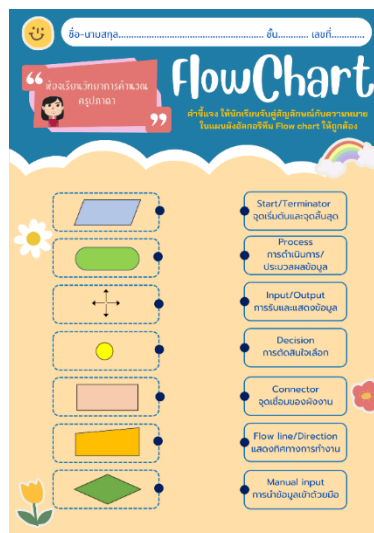 ชื่อ-นามสกุล.................................................... ชั้น........... เลขที่.............
❝ ห้องเรียนวิทยาการคำนวณ
ครูปภาดา ❞
FlowChart
คำชี้แจง ให้นักเรียนจับคู่สัญลักษณ์กับความหมาย
ในแผนผังอัลกอริทึม Flow chart ให้ถูกต้อง
Start/Terminator
จุดเริ่มต้นและจุดสิ้นสุด
Process
การดำเนินการ/
ประมวลผลข้อมูล
Input/Output
การรับและแสดงข้อมูล
Decision
การตัดสินใจเลือก
Connector
จุดเชื่อมของผังงาน
Flow line/Direction
แสดงทิศทางการทำงาน
Manual input
การนำข้อมูลเข้าด้วยมือ